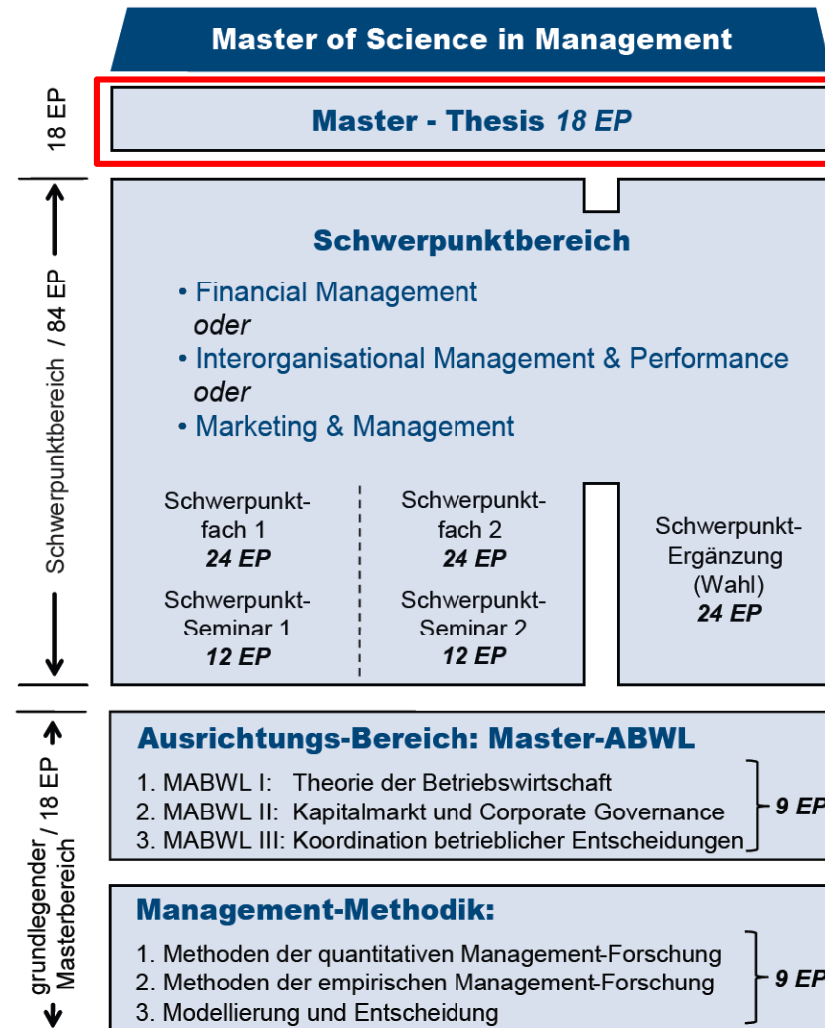 Master of Science in Management
18 EP
Master - Thesis 18 EP
Schwerpunktbereich / 84 EP
Schwerpunktbereich
• Financial Management
oder
• Interorganisational Management & Performance
oder
• Marketing & Management
Schwerpunkt-
fach 1
24 EP
Schwerpunkt-
Seminar 1
12 EP
Schwerpunkt-
fach 2
24 EP
Schwerpunkt-
Seminar 2
12 EP
Schwerpunkt-
Ergänzung
(Wahl)
24 EP
grundlegender / 18 EP
Masterbereich
Ausrichtungs-Bereich: Master-ABWL
1. MABWL I: Theorie der Betriebswirtschaft
2. MABWL II: Kapitalmarkt und Corporate Governance
3. MABWL III: Koordination betrieblicher Entscheidungen
9 EP
Management-Methodik:
1. Methoden der quantitativen Management-Forschung
2. Methoden der empirischen Management-Forschung
3. Modellierung und Entscheidung
9 EP